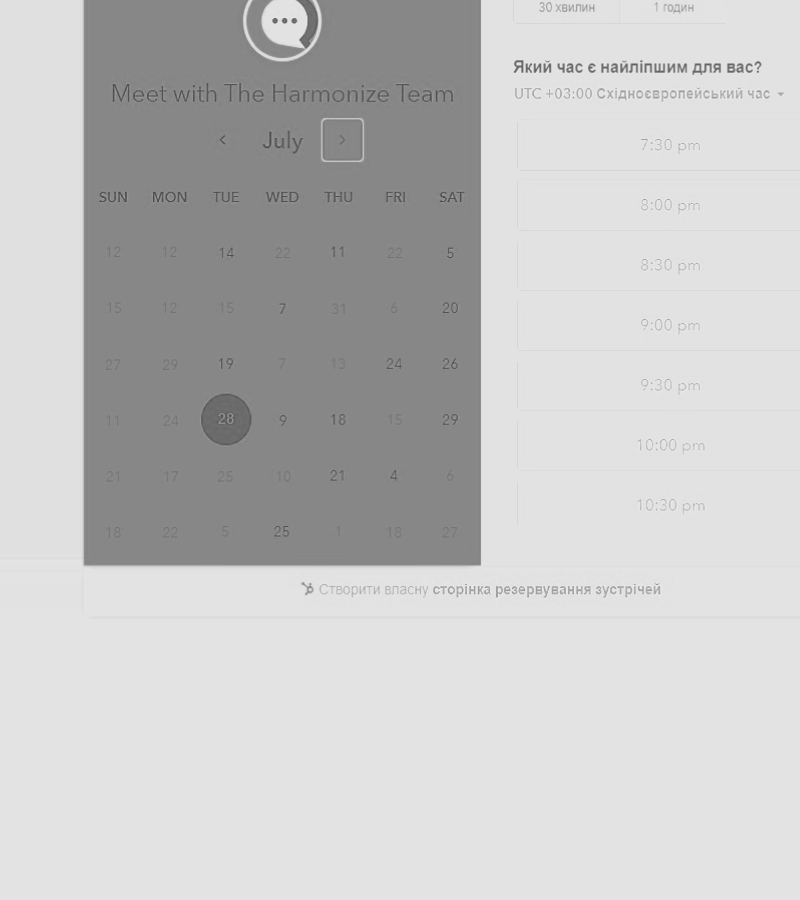 Meet with The Harmonize Team
July
SUN MON TUE WED THU FRI SAT
12 12 14 22 11 22 5
15 12 15 7 31 6 20
27 29 19 7 13 24 26
11 24 28 9 18 15 29
21 17 25 10 21 4 6
18 22 5 25 1 18 27
30 хвилин 1 годин
Який час є найліпшим для вас?
UTC +03:00 Східноєвропейський час
7:30 pm
8:00 pm
8:30 pm
9:00 pm
9:30 pm
10:00 pm
10:30 pm
Створити власну сторінка резервування зустрічей